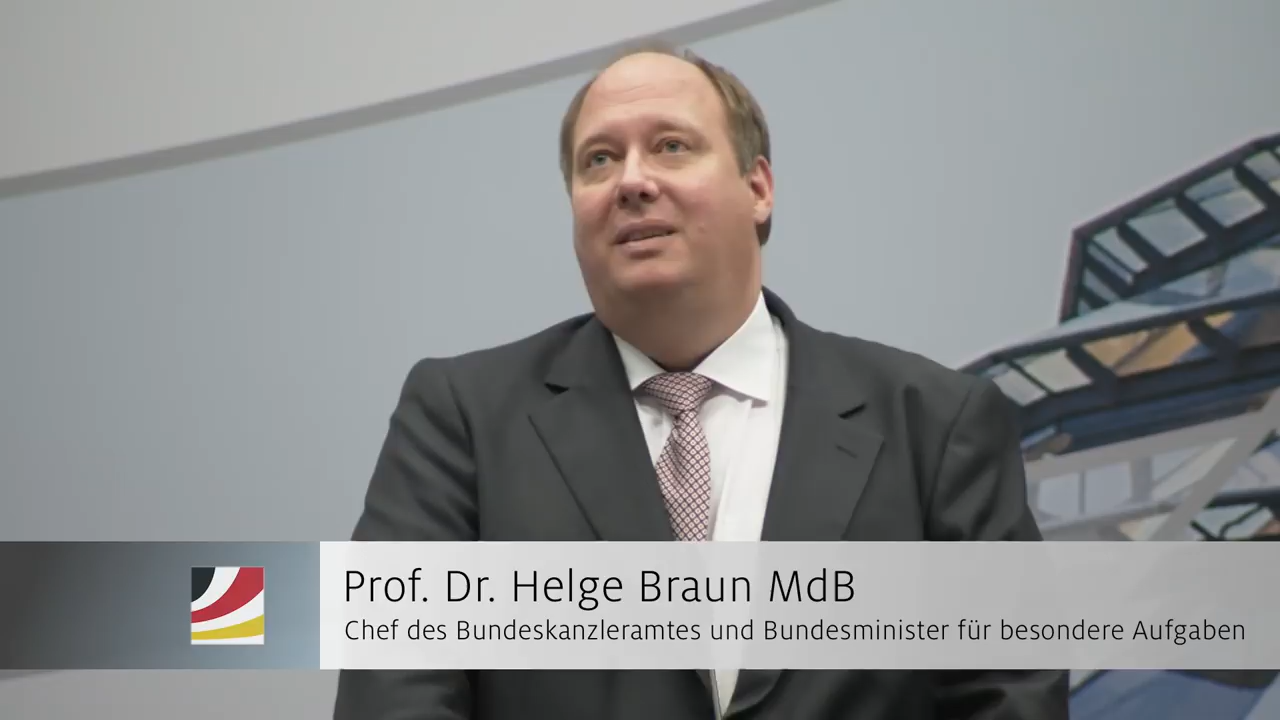 Prof. Dr. Helge Braun MdB
Chef des Bundeskanzleramtes und Bundesminister für besondere Aufgaben